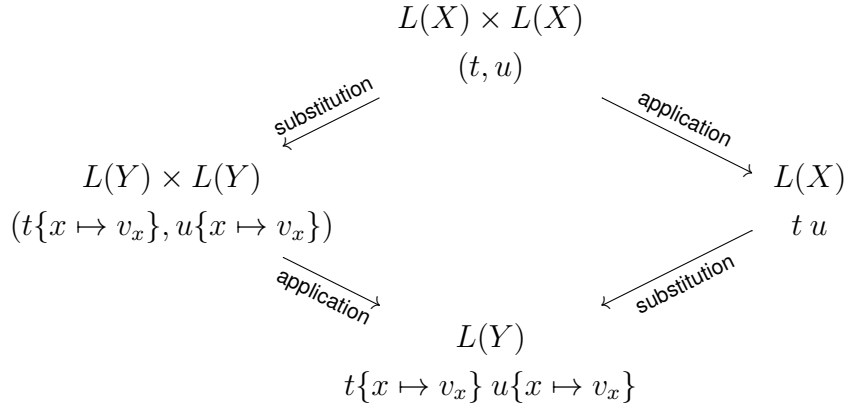 L(X) × L(X)
(t, u)
substitution
application
L(Y) × L(Y)
L(X)
(t{x ↦ v_x}, u{x ↦ v_x})
t u
application
substitution
L(Y)
t{x ↦ v_x} u{x ↦ v_x}